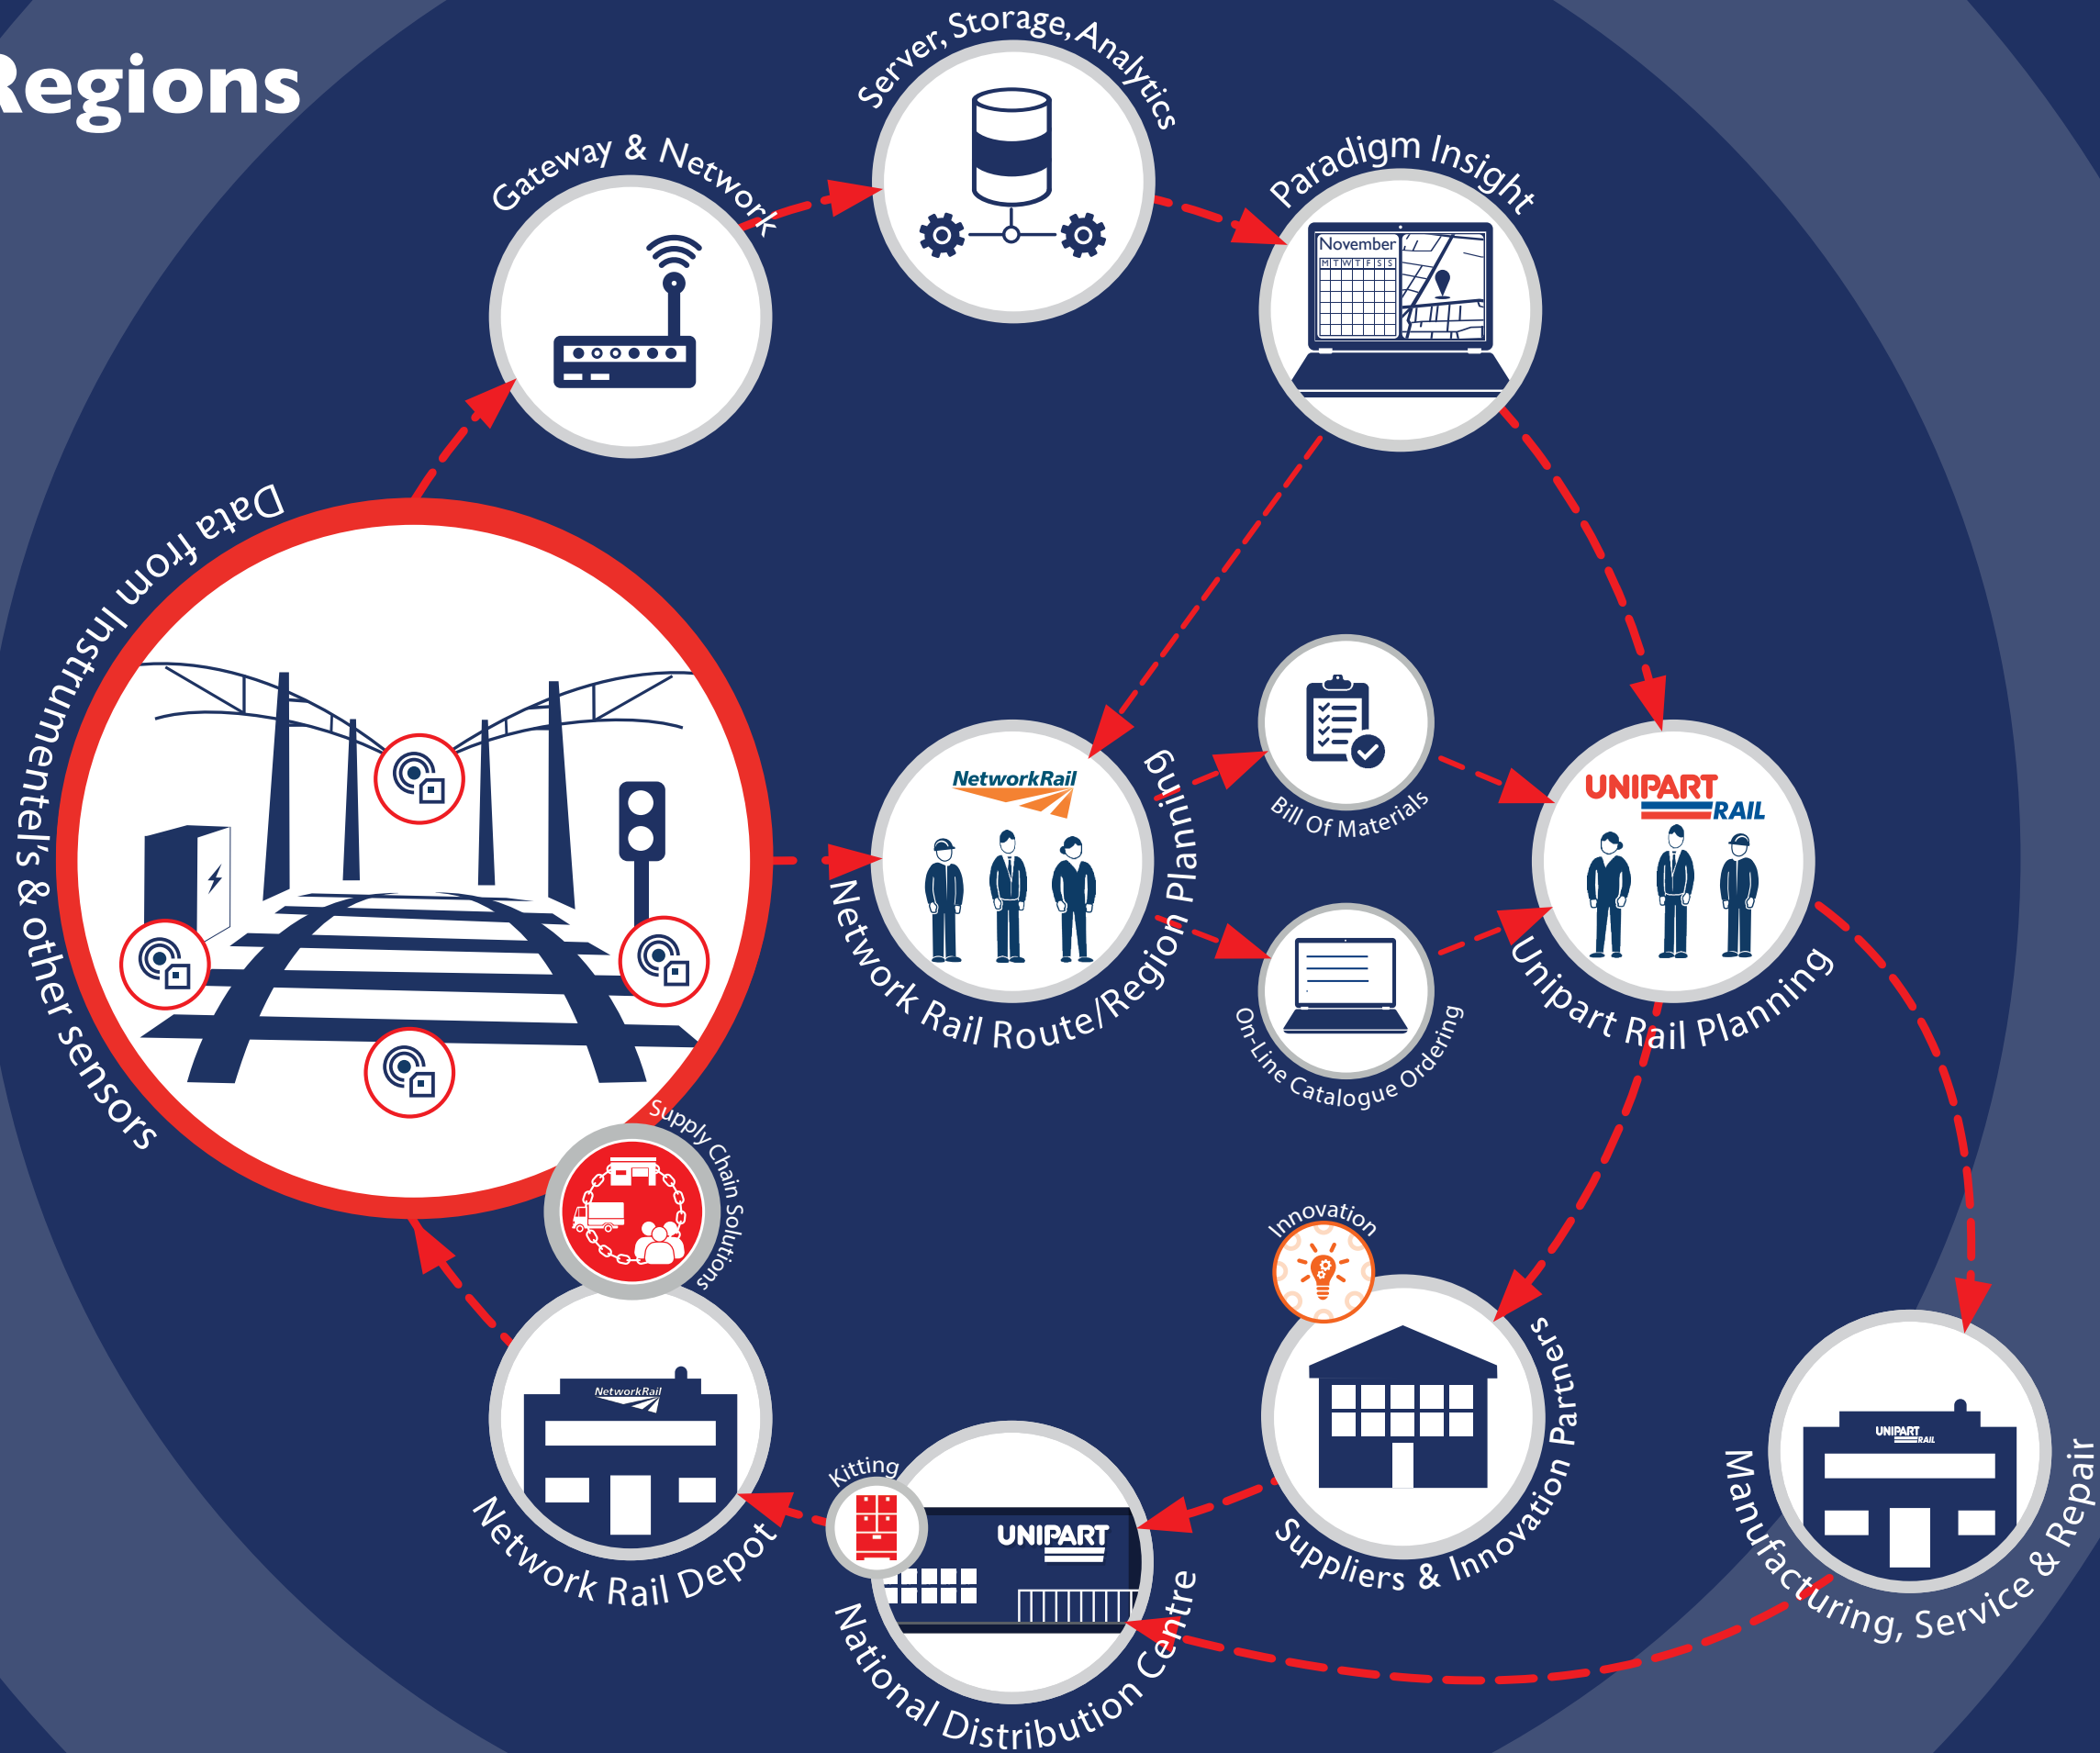 Regions
Server, Storage, Analytics
Gateway & Network
Paradigm Insight
November
M T W T F S S
Data from Instrumentel's & other sensors
NetworkRail
Network Rail Route/Region Planning
Bill Of Materials
On-Line Catalogue Ordering
UNIPART
RAIL
Unipart Rail Planning
Supply Chain Solutions
Innovation
Suppliers & Innovation Partners
NetworkRail
Network Rail Depot
Kitting
UNIPART
National Distribution Centre
UNIPART
RAIL
Manufacturing, Service & Repair